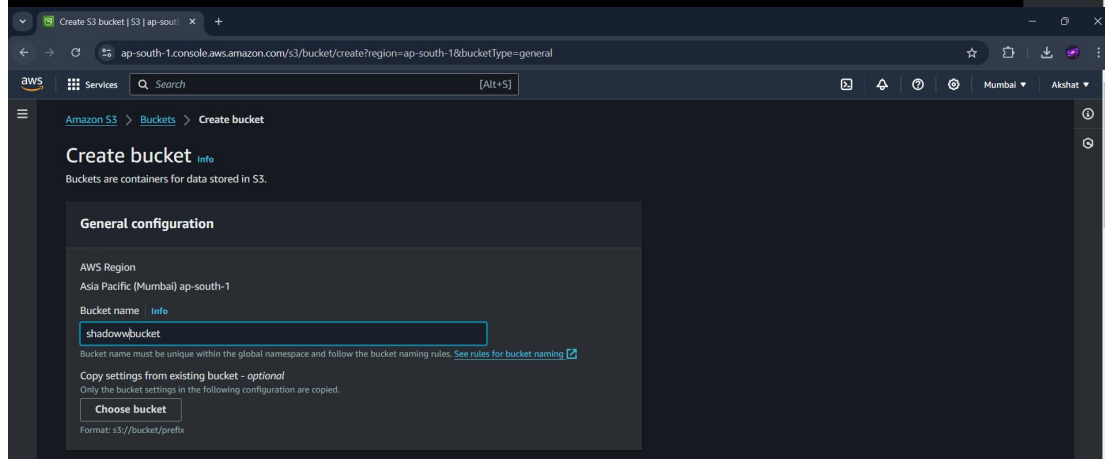 Create S3 bucket | S3 | ap-sout
ap-south-1.console.aws.amazon.com/s3/bucket/create?region=ap-south-1&bucketType=general
aws Services Search [Alt+S] Mumbai Akshat
Amazon S3 > Buckets > Create bucket
Create bucket Info
Buckets are containers for data stored in S3.
General configuration
AWS Region
Asia Pacific (Mumbai) ap-south-1
Bucket name Info
shadowwbucket
Bucket name must be unique within the global namespace and follow the bucket naming rules. See rules for bucket naming
Copy settings from existing bucket - optional
Only the bucket settings in the following configuration are copied.
Choose bucket
Format: s3://bucket/prefix